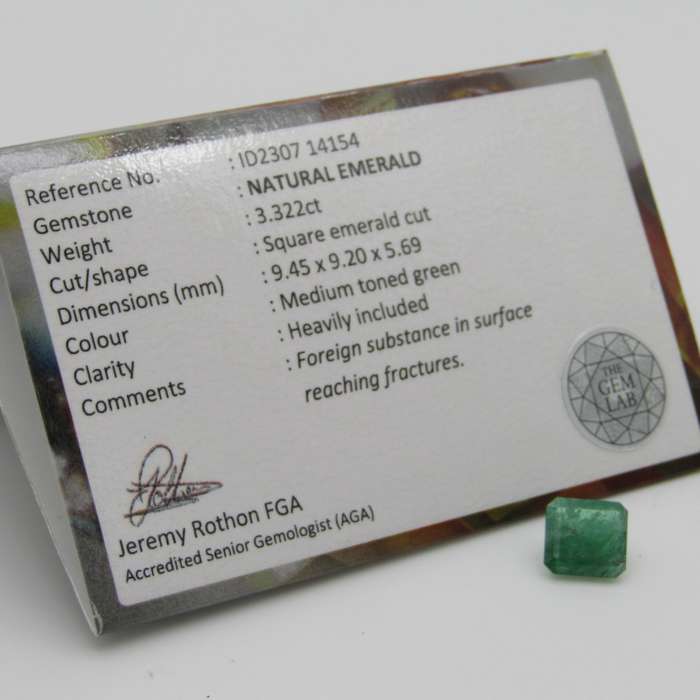 Reference No. : ID2307 14154
Gemstone : NATURAL EMERALD
Weight : 3.322ct
Cut/shape : Square emerald cut
Dimensions (mm) : 9.45 x 9.20 x 5.69
Colour : Medium toned green
Clarity : Heavily included
Comments : Foreign substance in surface
reaching fractures.
THE
GEM
LAB
Jeremy Rothon FGA
Accredited Senior Gemologist (AGA)